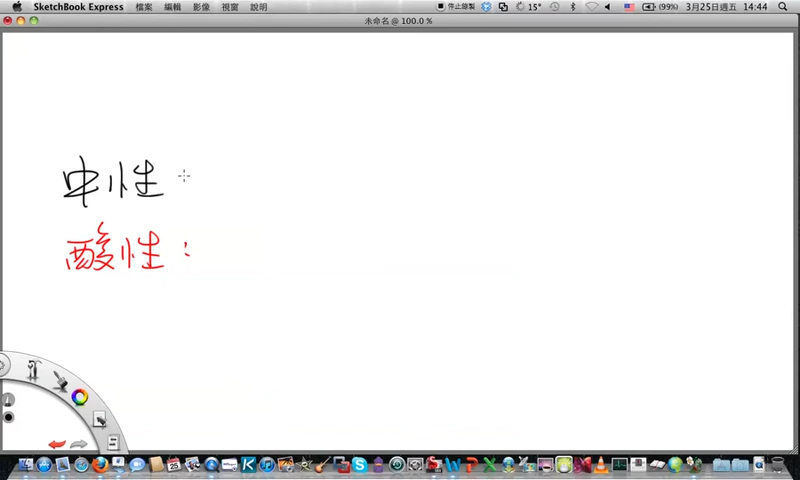 SketchBook Express 檔案 編輯 影像 視窗 說明 停止錄製 15° (99%) 3月25日週五 14:44
未命名 @ 100.0 %
中性
酸性：